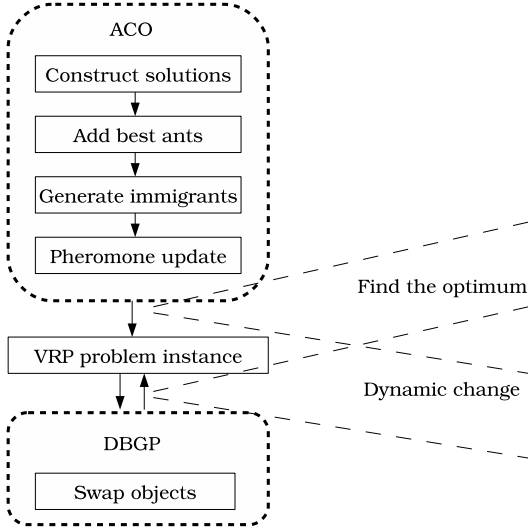 ACO
Construct solutions
Add best ants
Generate immigrants
Pheromone update
Find the optimum
VRP problem instance
Dynamic change
DBGP
Swap objects